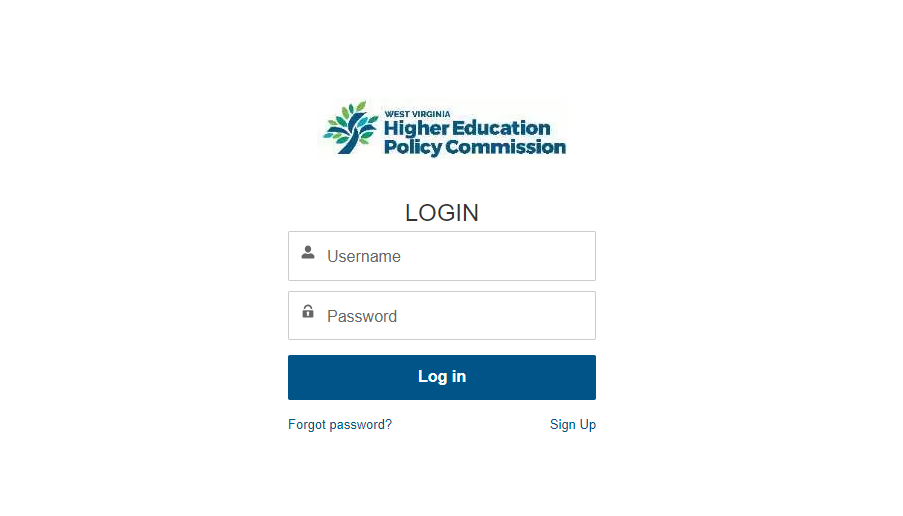 WEST VIRGINIA
Higher Education
Policy Commission
LOGIN
Username
Password
Log in
Forgot password?
Sign Up